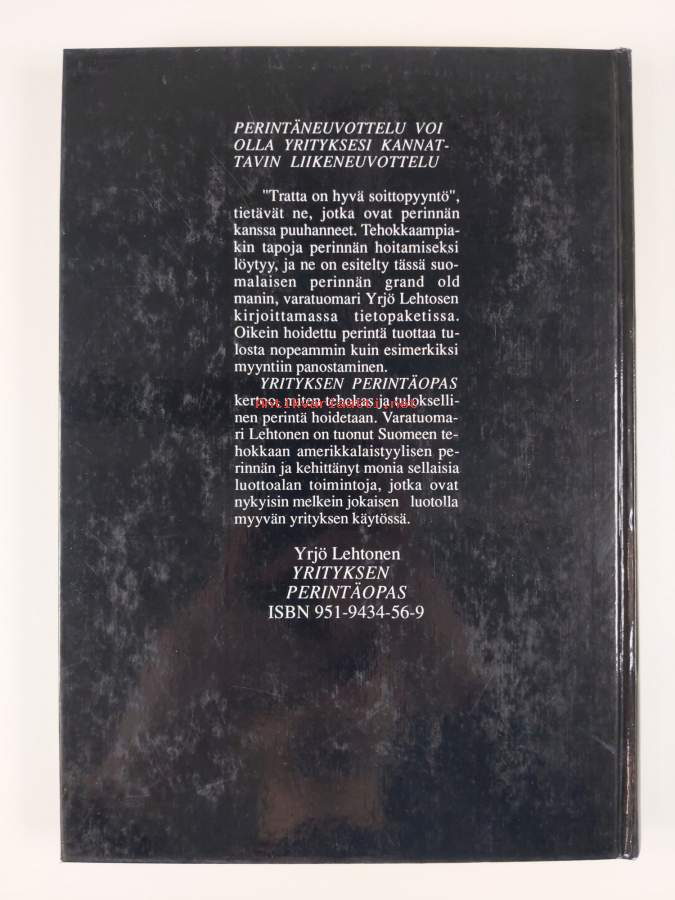 PERINTÄNEUVOTTELU VOI
OLLA YRITYKSESI KANNAT-
TAVIN LIIKENEUVOTTELU
"Tratta on hyvä soittopyyntö",
tietävät ne, jotka ovat perinnän
kanssa puuhanneet. Tehokkaampia-
kin tapoja perinnän hoitamiseksi
löytyy, ja ne on esitelty tässä suo-
malaisen perinnän grand old
manin, varatuomari Yrjö Lehtosen
kirjoittamassa tietopaketissa.
Oikein hoidettu perintä tuottaa tu-
losta nopeammin kuin esimerkiksi
myyntiin panostaminen.
YRITYKSEN PERINTÄOPAS
kertoo, miten tehokas ja tulokselli-
Antikvariaatti.net
nen perintä hoidetaan. Varatuoma-
ri Lehtonen on tuonut Suomeen te-
hokkaan amerikkalaistyylisen pe-
rinnän ja kehittänyt monia sellaisia
luottoalan toimintoja, jotka ovat
nykyisin melkein jokaisen luotolla
myyvän yrityksen käytössä.
Yrjö Lehtonen
YRITYKSEN
PERINTÄOPAS
ISBN 951-9434-56-9